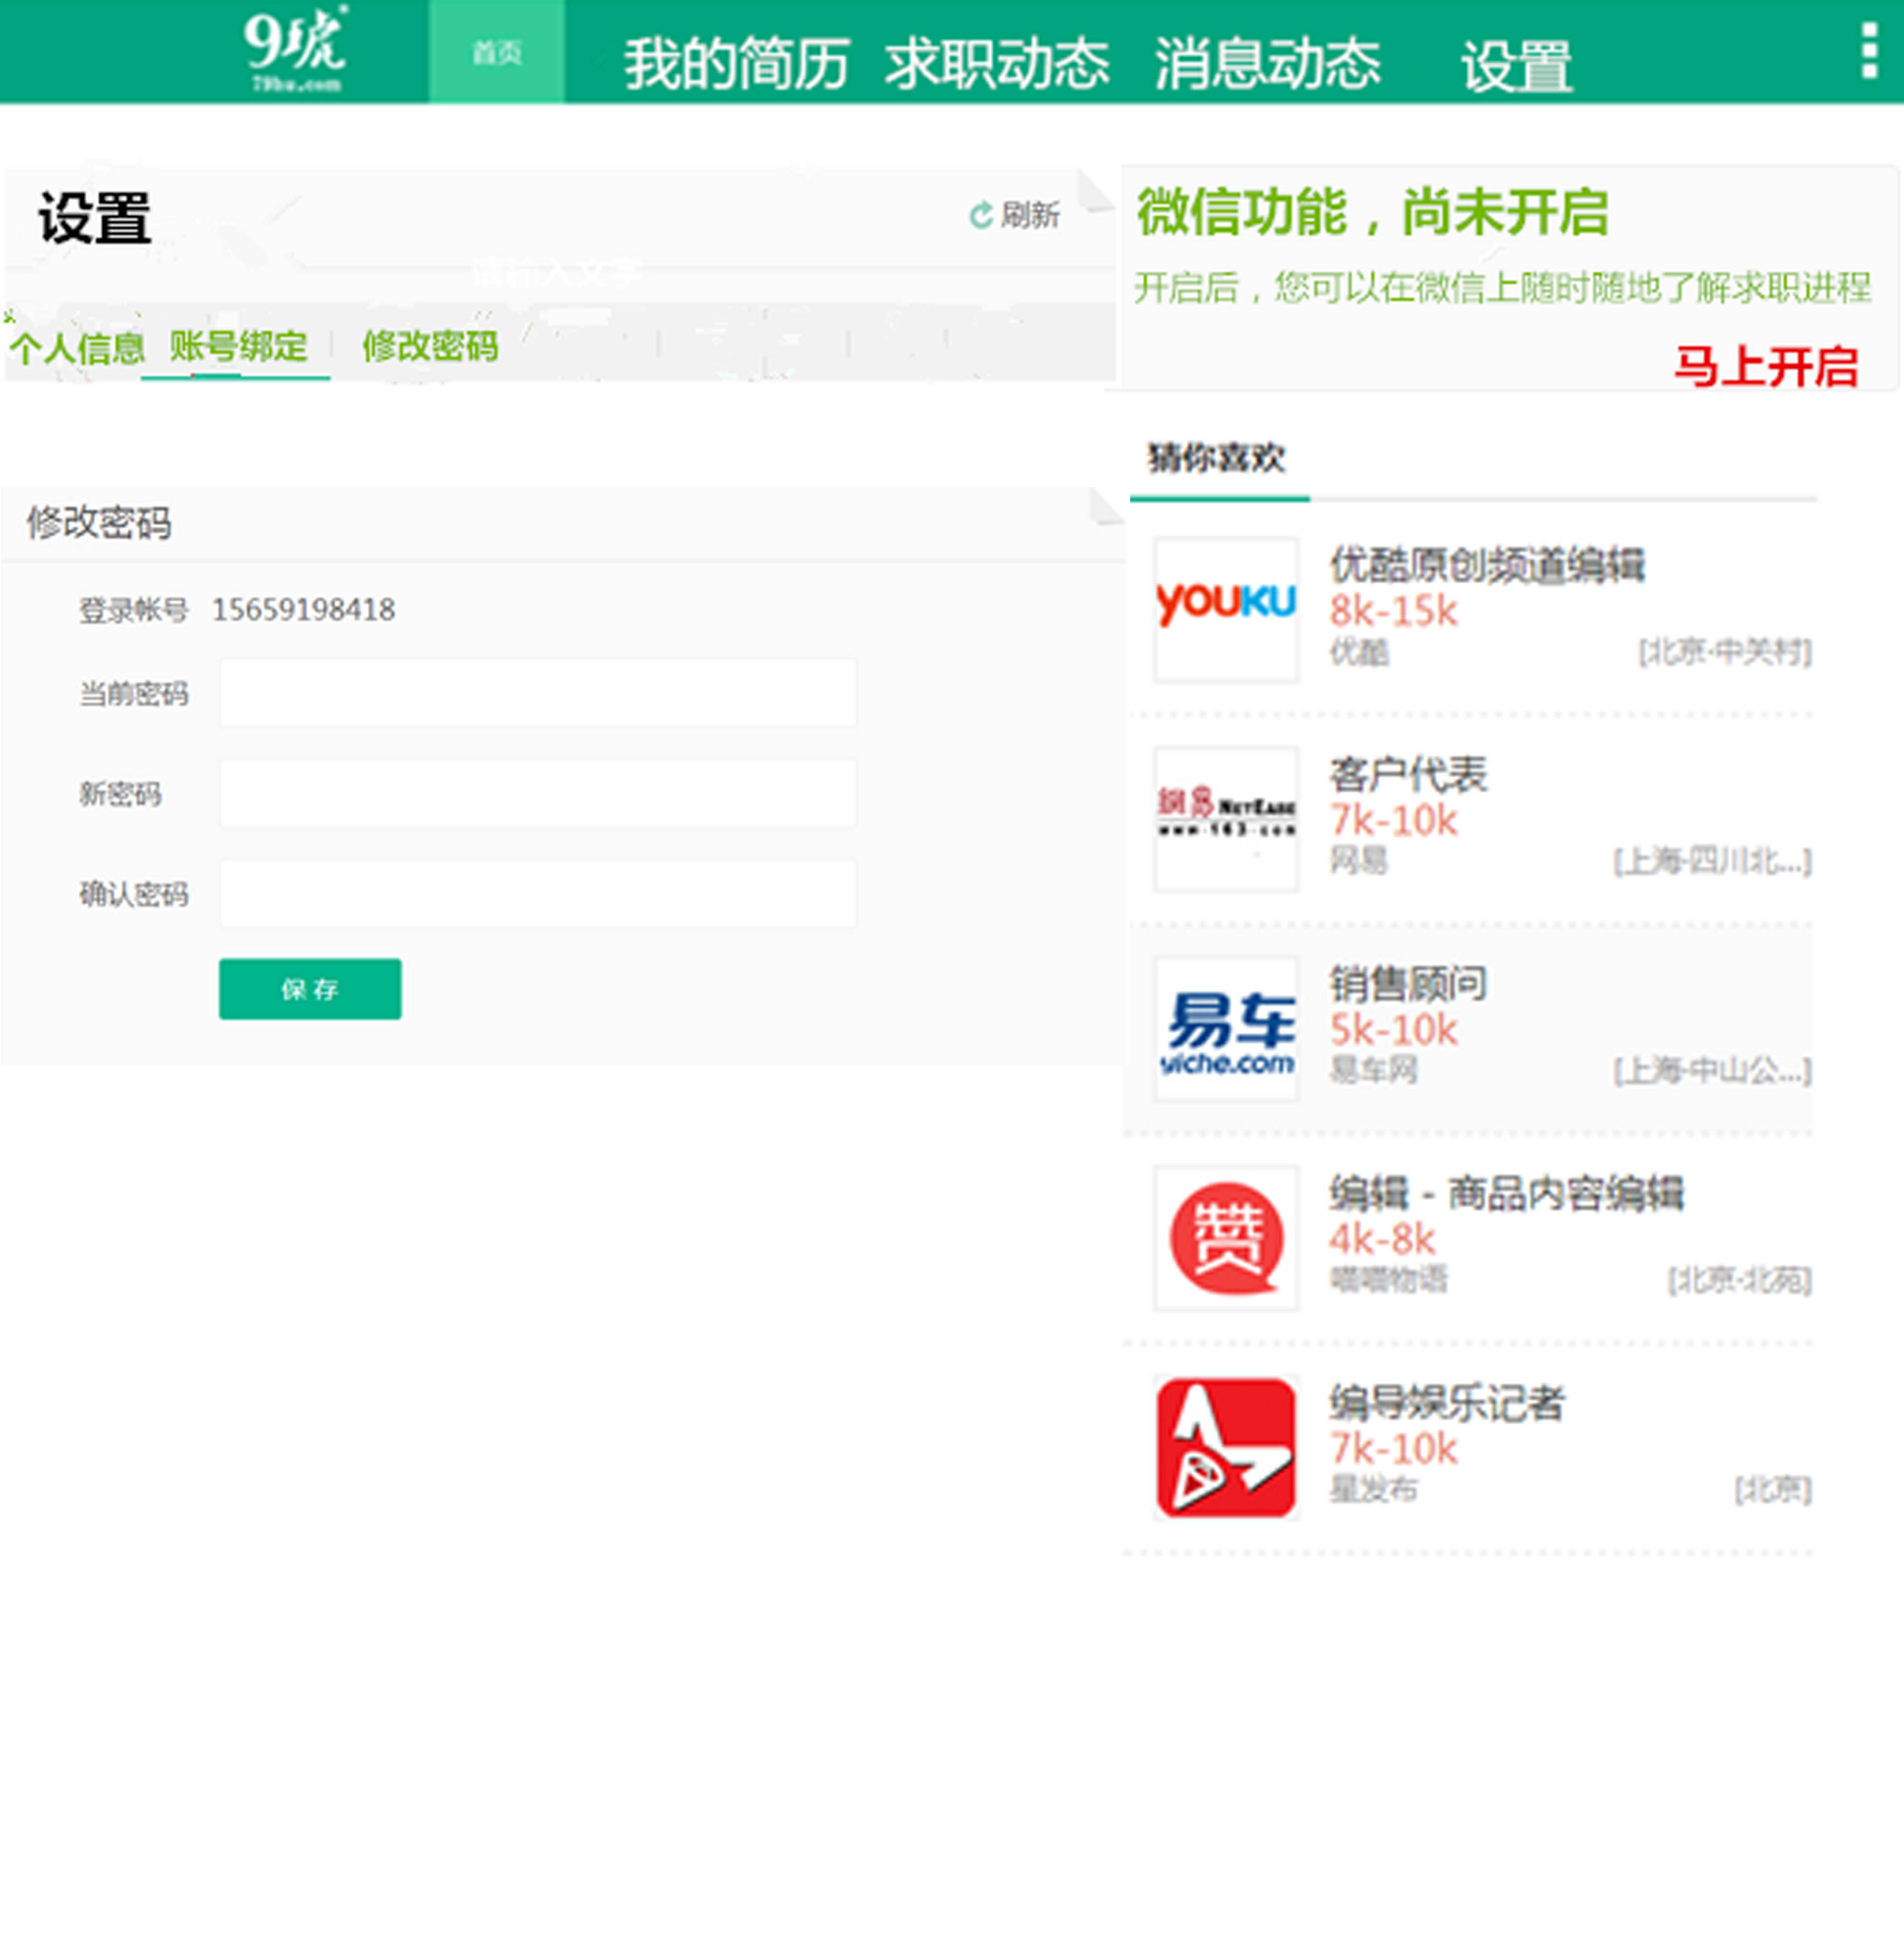 9琥
79hu.com
首页
我的简历 求职动态 消息动态 设置
设置
刷新
请输入文字
个人信息 账号绑定 修改密码
微信功能，尚未开启
开启后，您可以在微信上随时随地了解求职进程
马上开启
修改密码
登录帐号 15659198418
当前密码
新密码
确认密码
保 存
猜你喜欢
YOUKU
优酷原创频道编辑
8k-15k
优酷 [北京·中关村]
網易 NETEASE
www.163.com
客户代表
7k-10k
网易 [上海·四川北...]
易车
yiche.com
销售顾问
5k-10k
易车网 [上海·中山公...]
赞
编辑 - 商品内容编辑
4k-8k
喵喵物语 [北京·北苑]
编导娱乐记者
7k-10k
星发布 [北京]